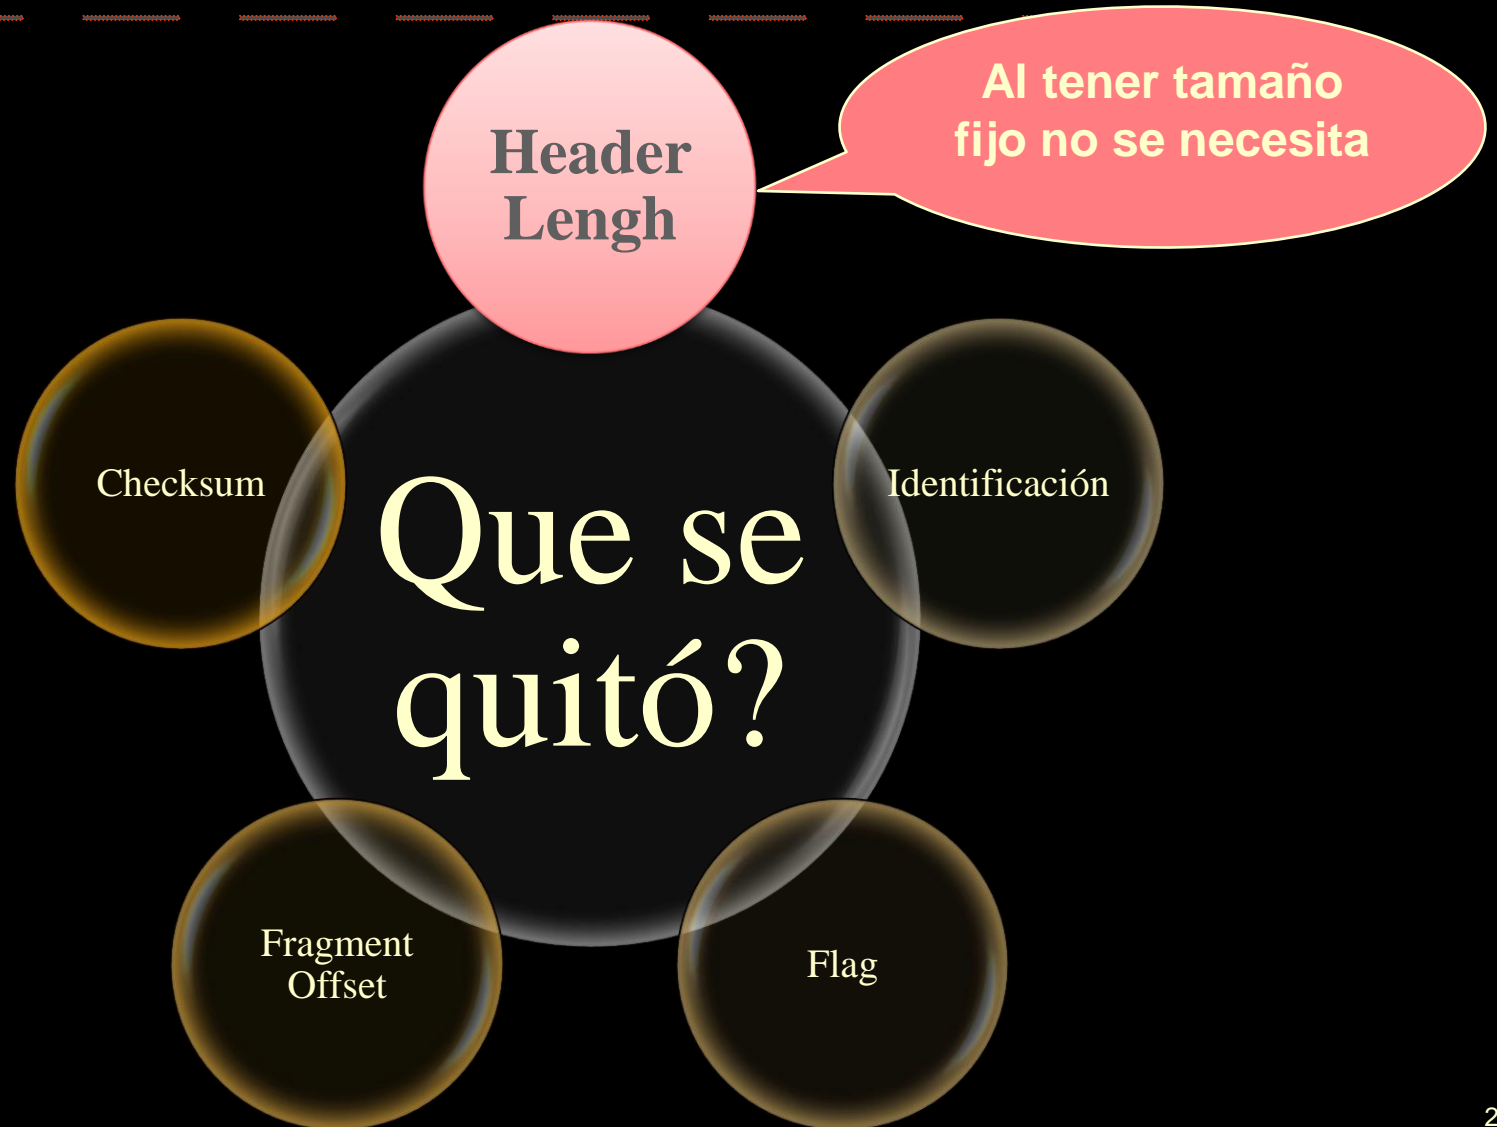 Al tener tamaño
fijo no se necesita
Header
Lengh
Checksum
Identificación
Que se
quitó?
Fragment
Offset
Flag
2